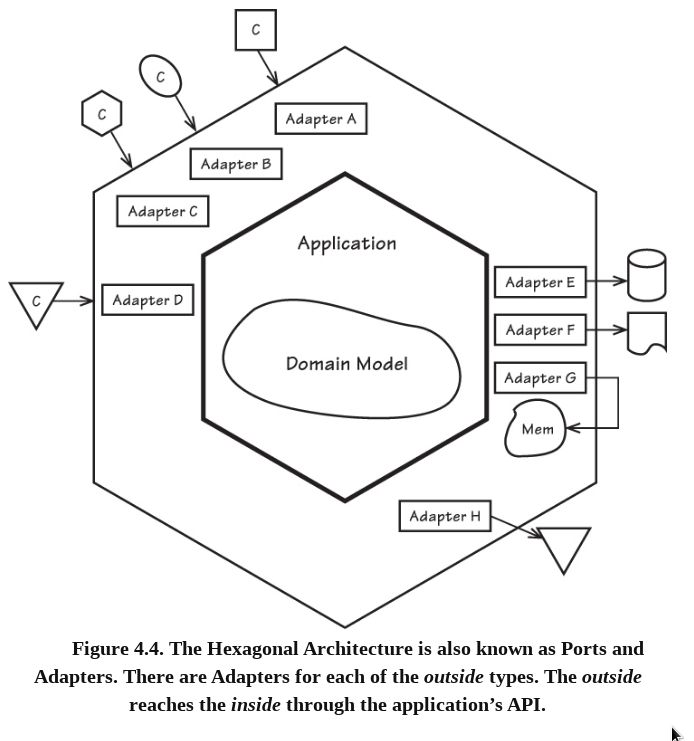 C
C
C
Adapter A
Adapter B
Adapter C
Application
Adapter E
C
Adapter D
Adapter F
Domain Model
Adapter G
Mem
Adapter H
Figure 4.4. The Hexagonal Architecture is also known as Ports and
Adapters. There are Adapters for each of the outside types. The outside
reaches the inside through the application’s API.